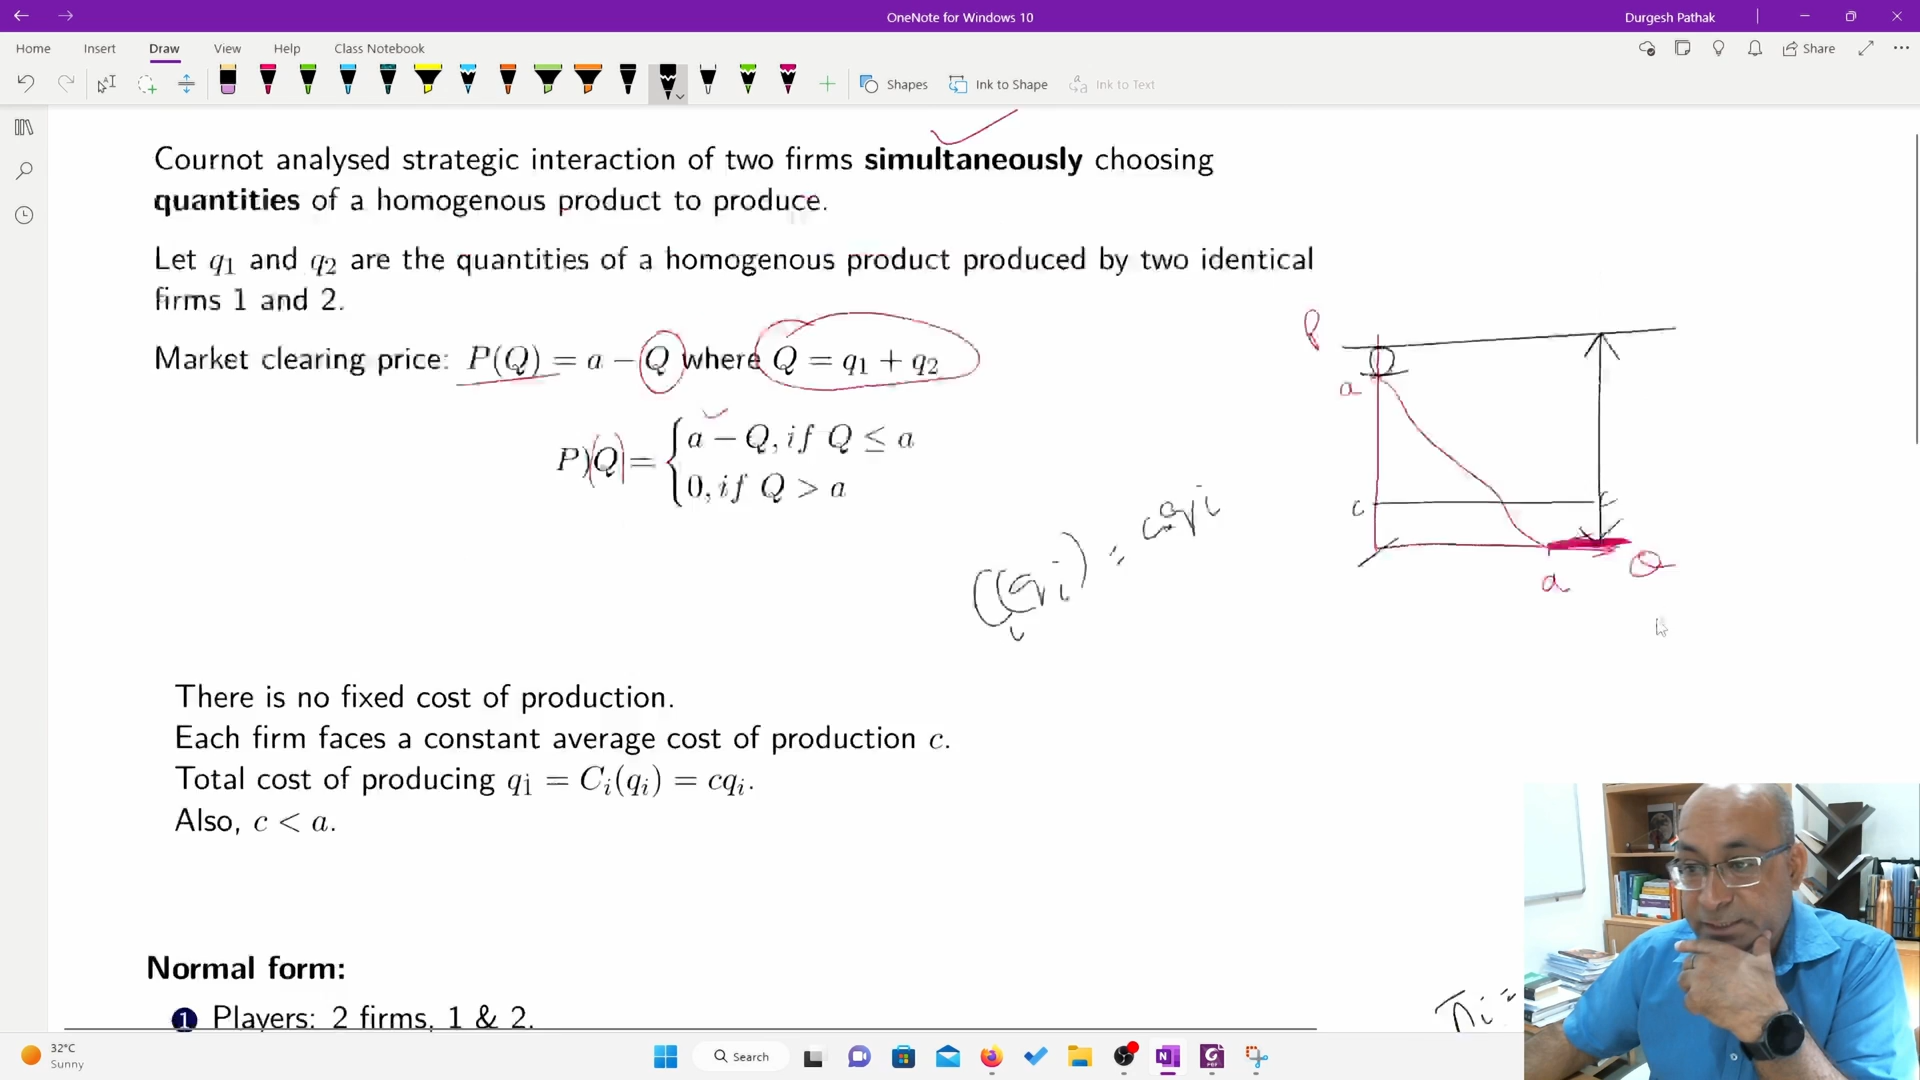 OneNote for Windows 10
Durgesh Pathak
Home Insert Draw View Help Class Notebook
Share
Shapes Ink to Shape Ink to Text
Cournot analysed strategic interaction of two firms simultaneously choosing
quantities of a homogenous product to produce.
Let q₁ and q₂ are the quantities of a homogenous product produced by two identical
firms 1 and 2.
Market clearing price: P(Q) = a − Q where Q = q₁ + q₂
P)(Q) = { a − Q, if Q ≤ a
0, if Q > a
P
a
c
a
Q
C_i(q_i) =
There is no fixed cost of production.
Each firm faces a constant average cost of production c.
Total cost of producing qi = Cᵢ(qᵢ) = cqᵢ.
Also, c < a.
Normal form:
1 Players: 2 firms, 1 & 2.
πi =
32°C
Sunny
Search